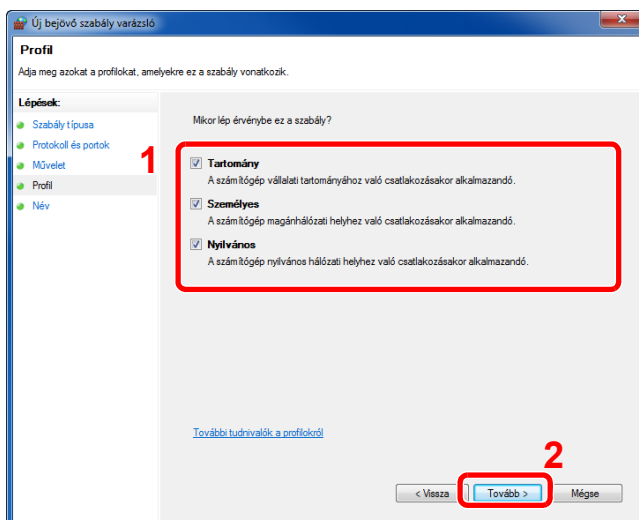 Új bejövő szabály varázsló
Profil
Adja meg azokat a profilokat, amelyekre ez a szabály vonatkozik.
Lépések:
Szabály típusa
Protokoll és portok
Művelet
Profil
Név
Mikor lép érvénybe ez a szabály?
1
Tartomány
A számítógép vállalati tartományához való csatlakozásakor alkalmazandó.
Személyes
A számítógép magánhálózati helyhez való csatlakozásakor alkalmazandó.
Nyilvános
A számítógép nyilvános hálózati helyhez való csatlakozásakor alkalmazandó.
További tudnivalók a profilokról
2
< Vissza
Tovább >
Mégse